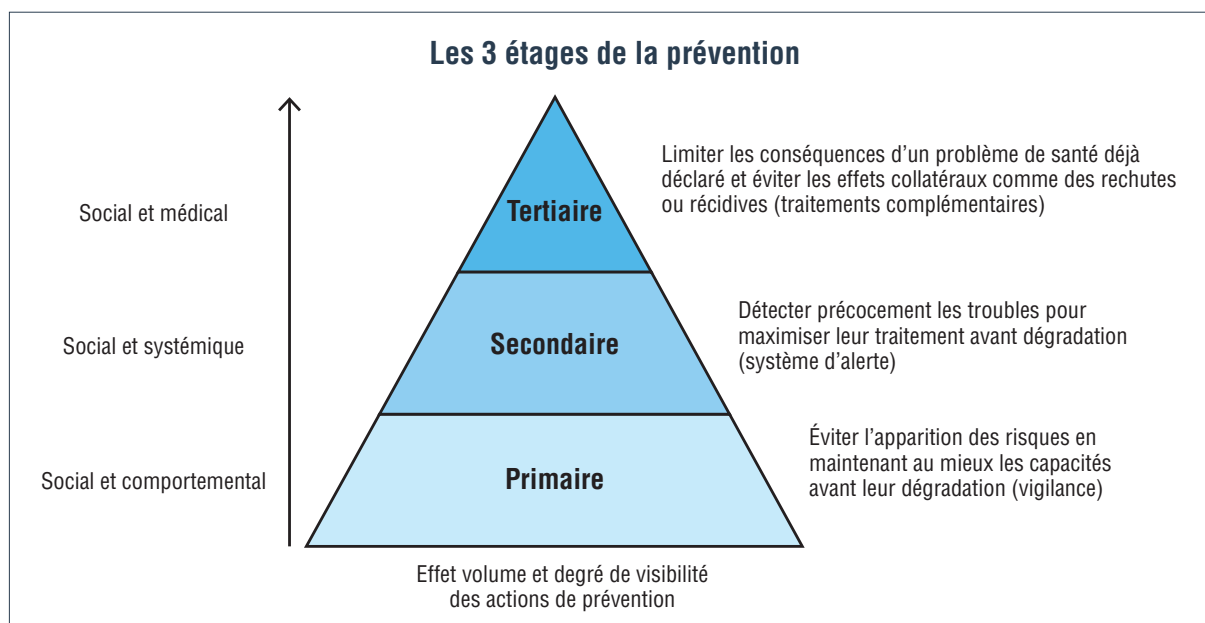 Les 3 étages de la prévention
Social et médical
Tertiaire
Limiter les conséquences d’un problème de santé déjà
déclaré et éviter les effets collatéraux comme des rechutes
ou récidives (traitements complémentaires)
Social et systémique
Secondaire
Détecter précocement les troubles pour
maximiser leur traitement avant dégradation
(système d’alerte)
Social et comportemental
Primaire
Éviter l’apparition des risques en
maintenant au mieux les capacités
avant leur dégradation (vigilance)
Effet volume et degré de visibilité
des actions de prévention